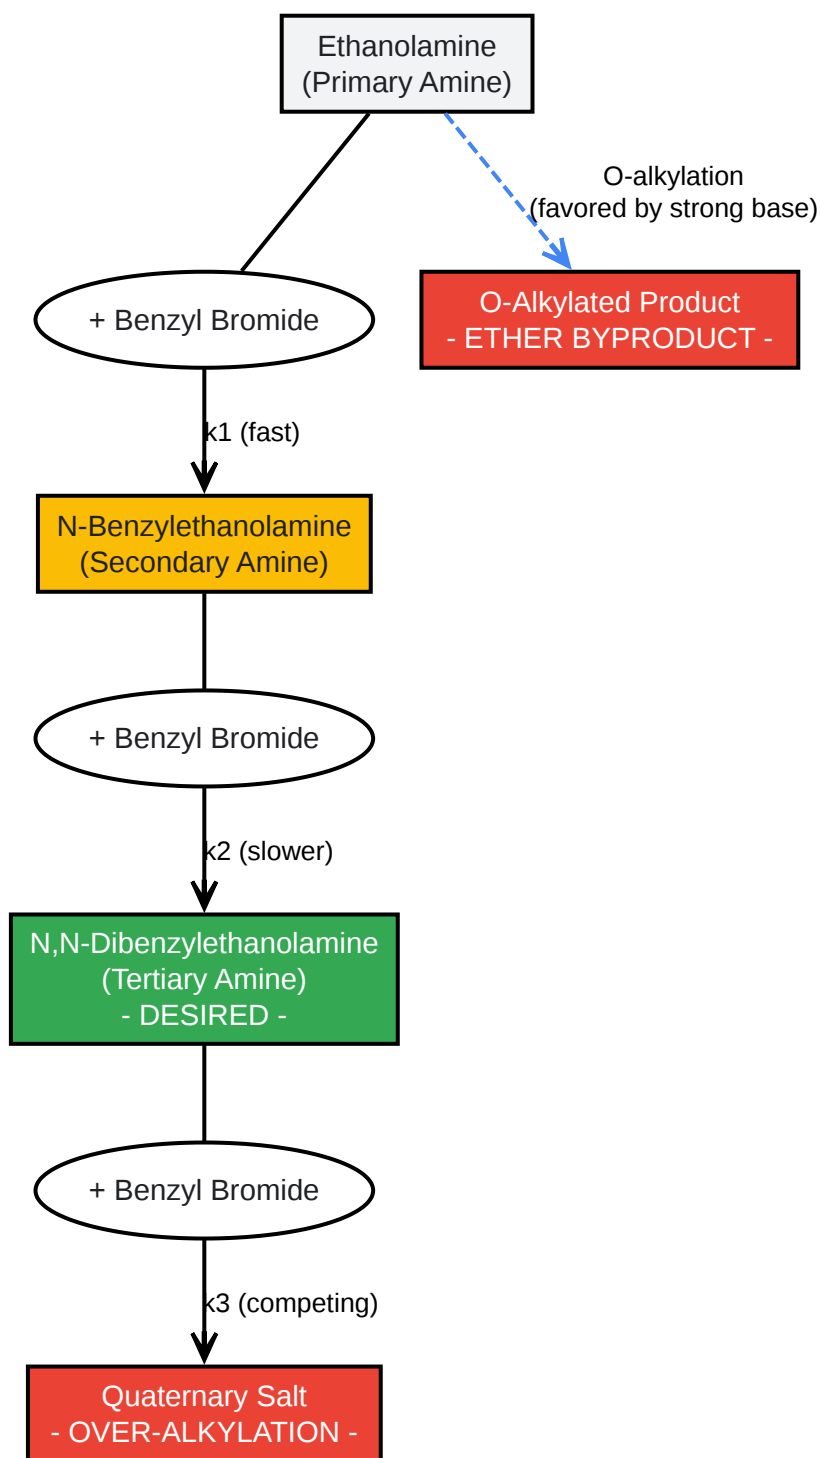 Ethanolamine
(Primary Amine)
O-alkylation
(favored by strong base)
+ Benzyl Bromide
O-Alkylated Product
- ETHER BYPRODUCT -
k1 (fast)
N-Benzylethanolamine
(Secondary Amine)
+ Benzyl Bromide
k2 (slower)
N,N-Dibenzylethanolamine
(Tertiary Amine)
- DESIRED -
+ Benzyl Bromide
k3 (competing)
Quaternary Salt
- OVER-ALKYLATION -